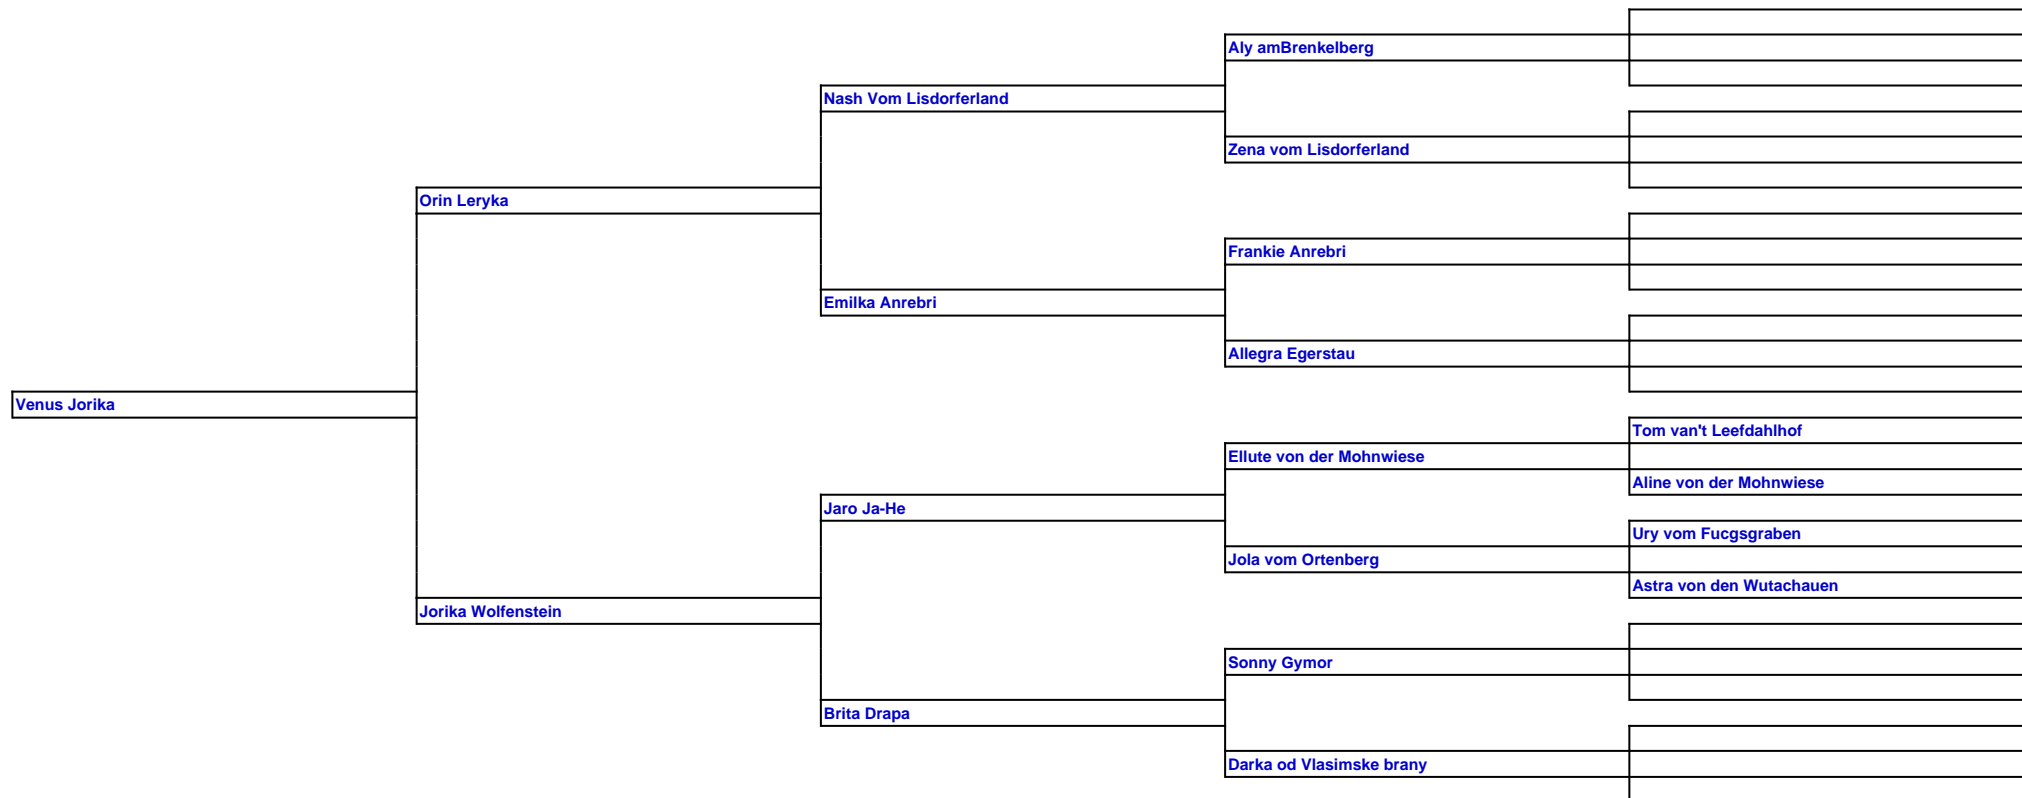 Aly amBrenkelberg
Nash Vom Lisdorferland
Zena vom Lisdorferland
Orin Leryka
Frankie Anrebri
Emilka Anrebri
Allegra Egerstau
Venus Jorika
Tom van't Leefdahlhof
Ellute von der Mohnwiese
Aline von der Mohnwiese
Jaro Ja-He
Ury vom Fucgsgraben
Jola vom Ortenberg
Astra von den Wutachauen
Jorika Wolfenstein
Sonny Gymor
Brita Drapa
Darka od Vlasimske brany